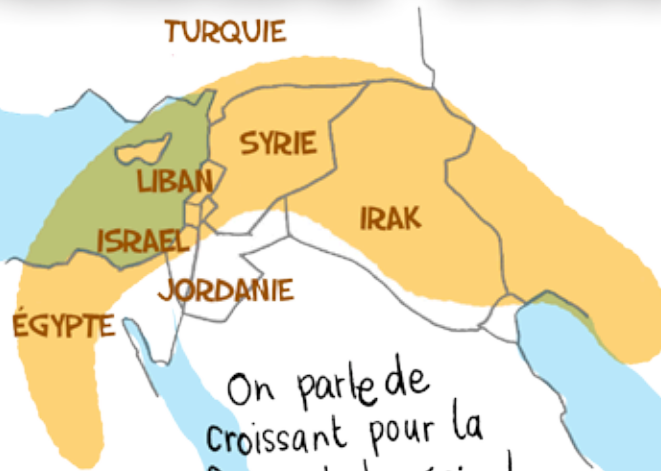 TURQUIE
SYRIE
LIBAN
IRAK
ISRAEL
JORDANIE
ÉGYPTE
On parle de
croissant pour la